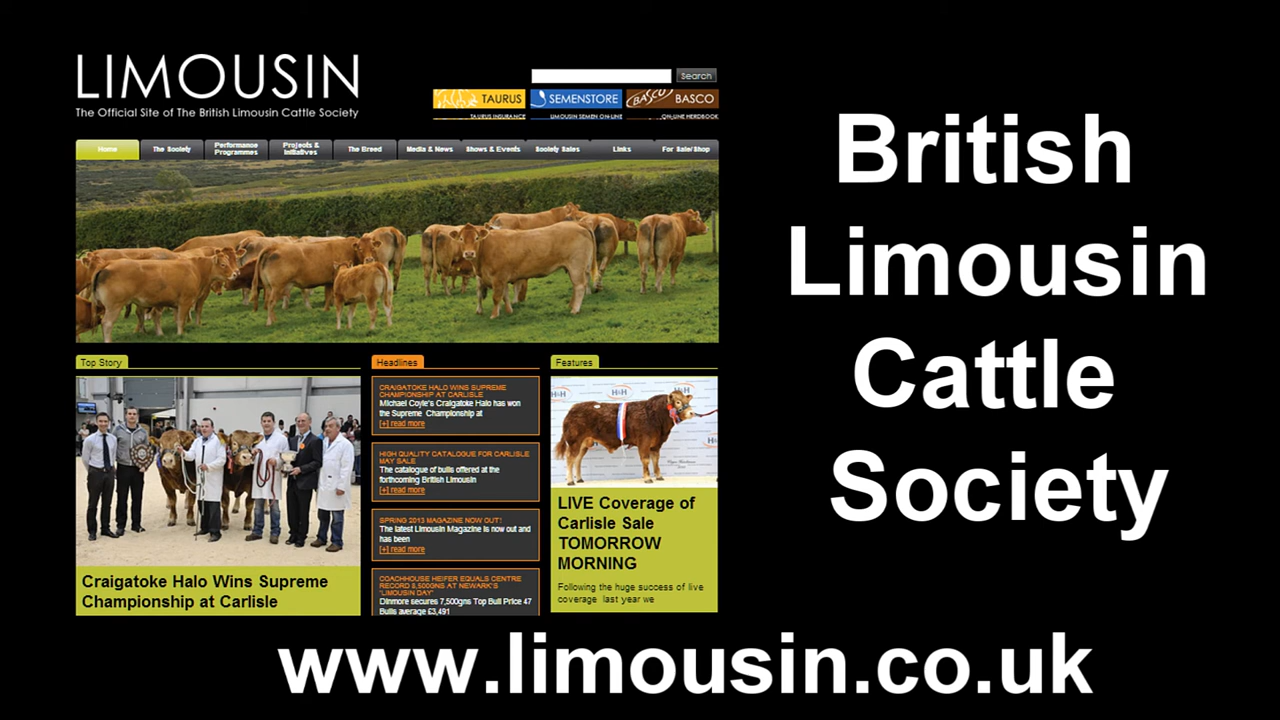 LIMOUSIN
The Official Site of The British Limousin Cattle Society
Search
TAURUS
SEMENSTORE
BASCO
BASCO
TAURUS INSURANCE
LIMOUSIN SEMEN ON-LINE
ON-LINE HERDBOOK
Home
The Society
Performance
Programmes
Projects &
Initiatives
The Breed
Media & News
Shows & Events
Society Sales
Links
For Sale/Shop
Top Story
Craigatoke Halo Wins Supreme
Championship at Carlisle
Headlines
CRAIGATOKE HALO WINS SUPREME
CHAMPIONSHIP AT CARLISLE
Michael Coyle's Craigatoke Halo has won
the Supreme Championship at
[+] read more
HIGH QUALITY CATALOGUE FOR CARLISLE
MAY SALE
The catalogue of bulls offered at the
forthcoming British Limousin
[+] read more
SPRING 2013 MAGAZINE NOW OUT!
The latest Limousin Magazine is now out and
has been
[+] read more
COACHHOUSE HEIFER EQUALS CENTRE
RECORD 8,500GNS AT NEWARK'S
'LIMOUSIN DAY'
Dinmore secures 7,500gns Top Bull Price 47
Bulls average £3,491
Features
H&H
H&H
LIVE Coverage of
Carlisle Sale
TOMORROW
MORNING
Following the huge success of live
coverage last year we
British
Limousin
Cattle
Society
www.limousin.co.uk